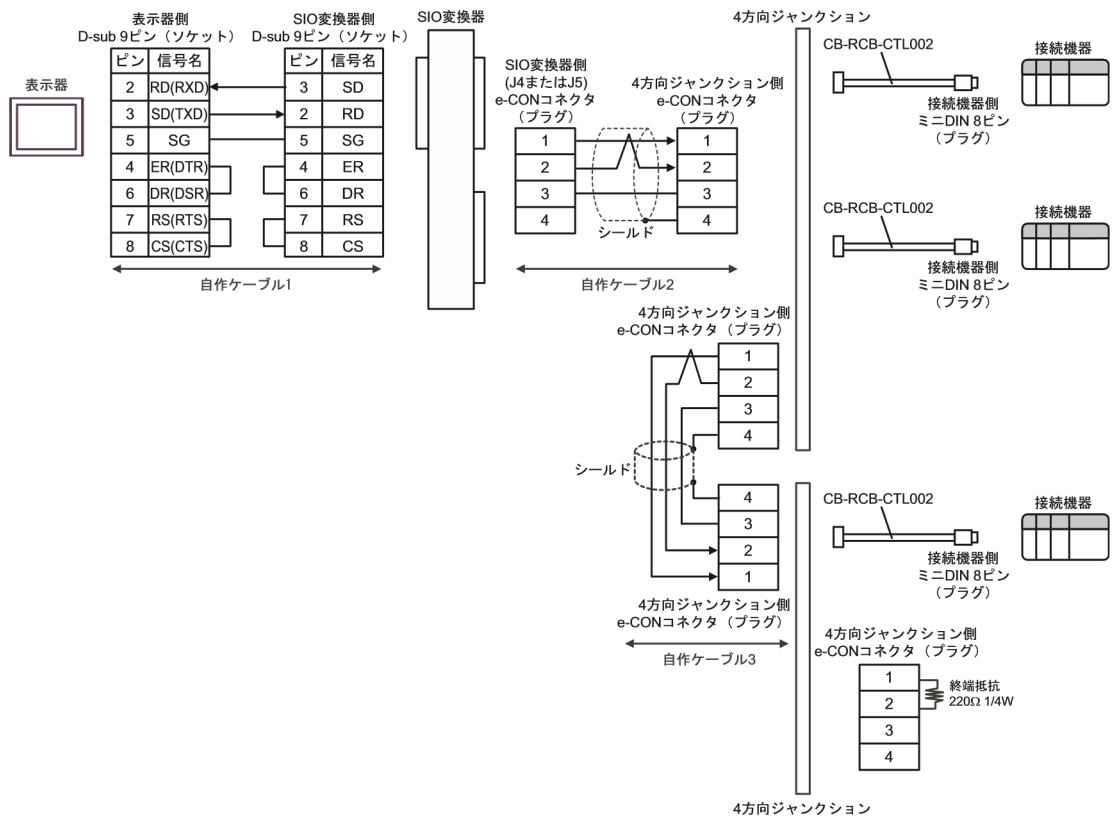 表示器
表示器側
D-sub 9ピン（ソケット）
ピン 信号名
2 RD(RXD)
3 SD(TXD)
5 SG
4 ER(DTR)
6 DR(DSR)
7 RS(RTS)
8 CS(CTS)
SIO変換器側
D-sub 9ピン（ソケット）
ピン 信号名
3 SD
2 RD
5 SG
4 ER
6 DR
7 RS
8 CS
自作ケーブル1
SIO変換器
SIO変換器側
(J4またはJ5)
e-CONコネクタ
（プラグ）
1
2
3
4
シールド
4方向ジャンクション側
e-CONコネクタ
（プラグ）
1
2
3
4
自作ケーブル2
4方向ジャンクション側
e-CONコネクタ（プラグ）
1
2
3
4
シールド
4
3
2
1
4方向ジャンクション側
e-CONコネクタ（プラグ）
自作ケーブル3
4方向ジャンクション
CB-RCB-CTL002
接続機器側
ミニDIN 8ピン
（プラグ）
接続機器
CB-RCB-CTL002
接続機器側
ミニDIN 8ピン
（プラグ）
接続機器
CB-RCB-CTL002
接続機器側
ミニDIN 8ピン
（プラグ）
接続機器
4方向ジャンクション側
e-CONコネクタ（プラグ）
1
2
3
4
終端抵抗
220Ω 1/4W
4方向ジャンクション